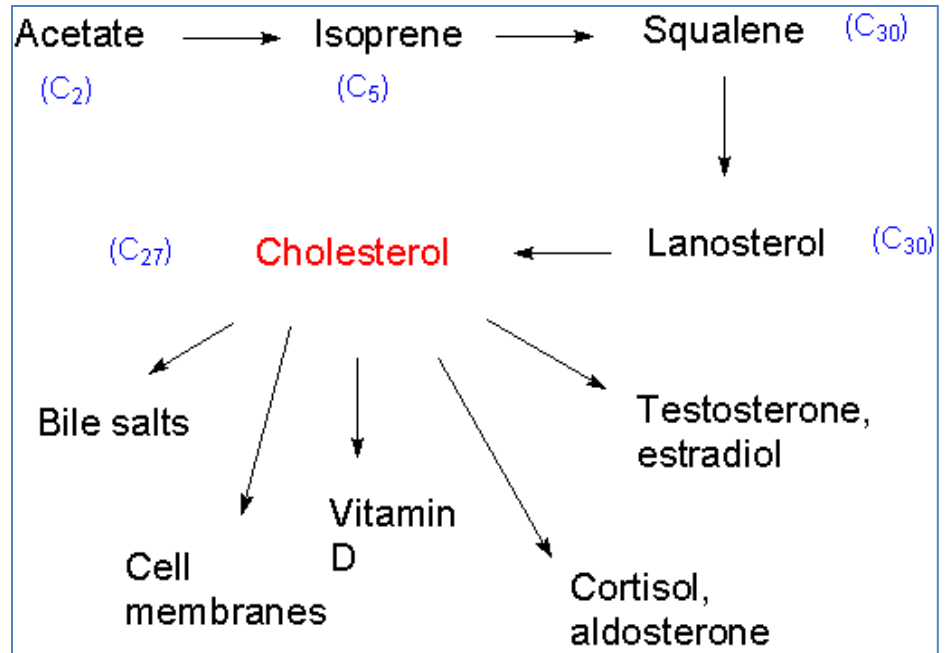 Acetate Isoprene Squalene (C₃₀)
(C₂) (C₅)
(C₂₇) Cholesterol Lanosterol (C₃₀)
Bile salts
Testosterone,
estradiol
Vitamin
D
Cell
membranes
Cortisol,
aldosterone